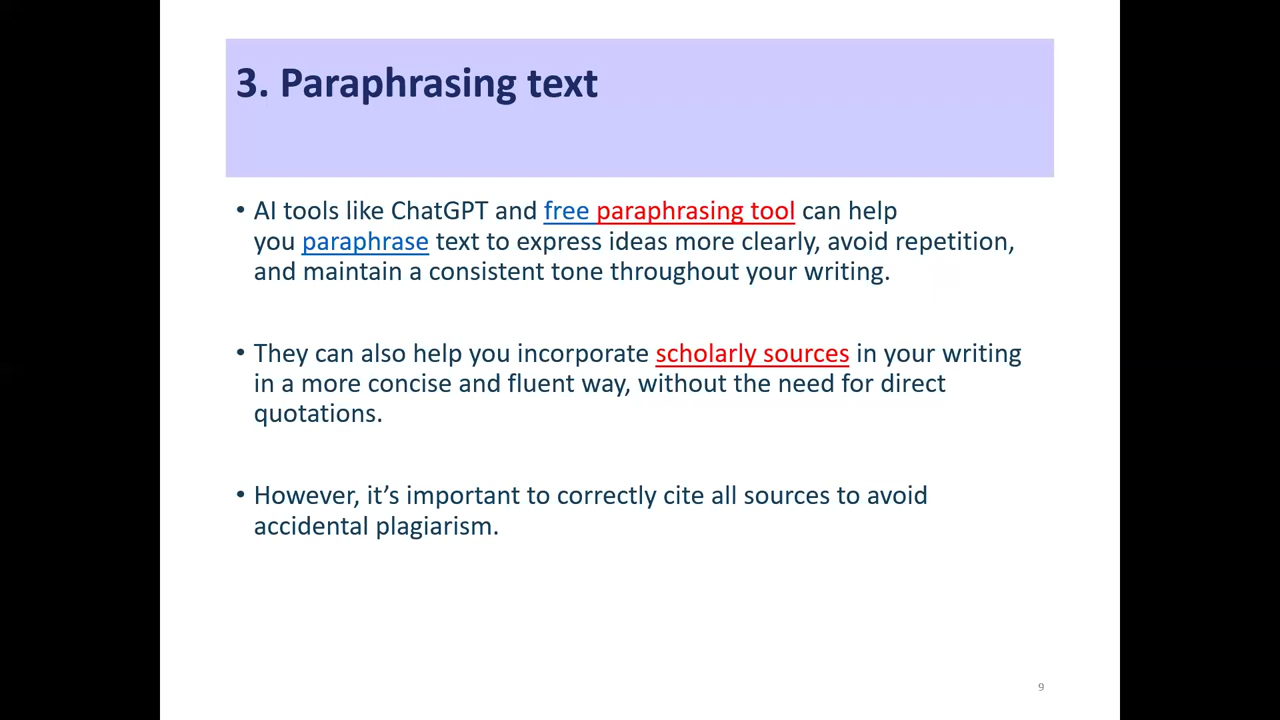 3. Paraphrasing text
• AI tools like ChatGPT and free paraphrasing tool can help
you paraphrase text to express ideas more clearly, avoid repetition,
and maintain a consistent tone throughout your writing.
• They can also help you incorporate scholarly sources in your writing
in a more concise and fluent way, without the need for direct
quotations.
• However, it’s important to correctly cite all sources to avoid
accidental plagiarism.
9